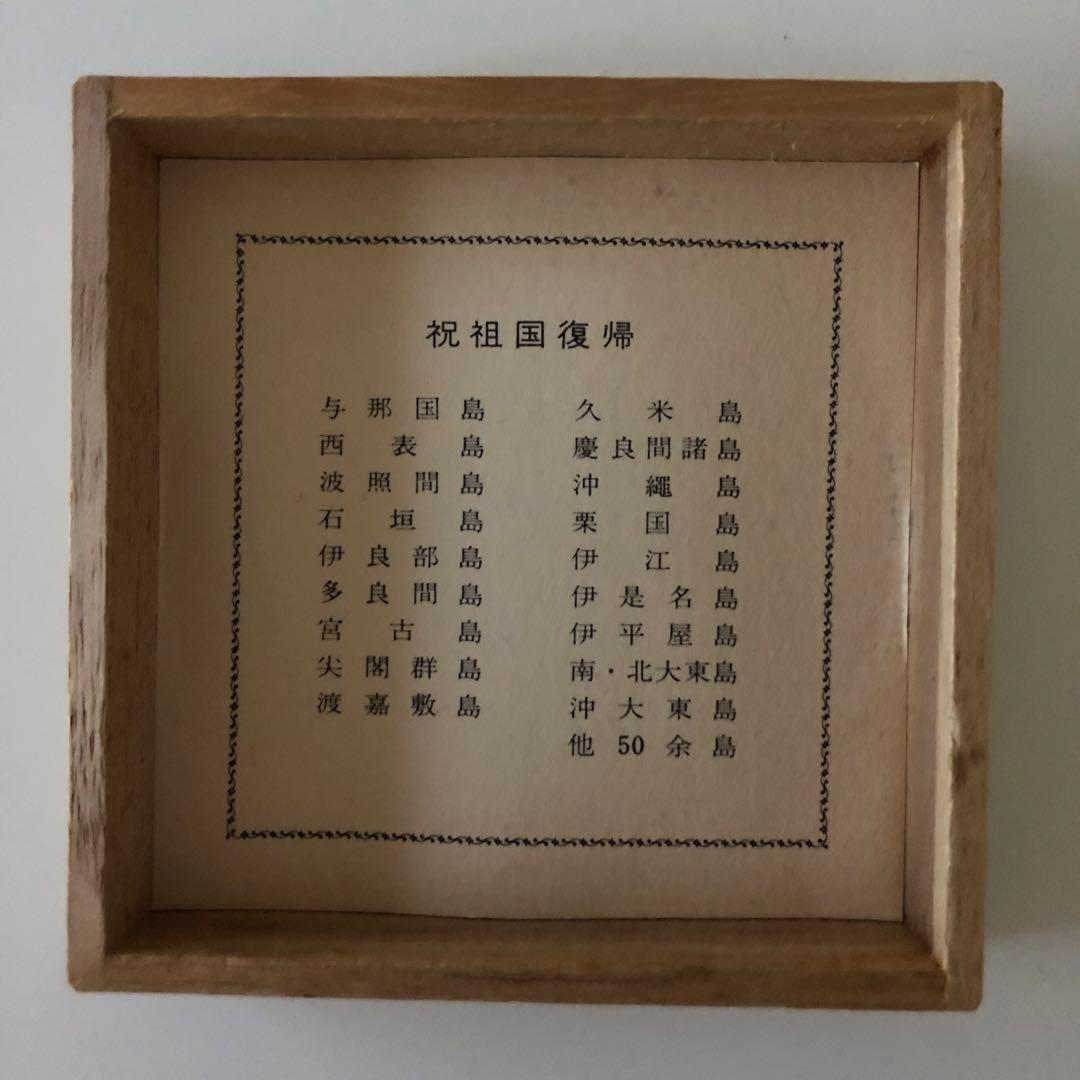 祝祖国復帰
与那国島
西表島
波照間島
石垣島
伊良部島
多良間島
宮古島
尖閣群島
渡嘉敷島
久米島
慶良間諸島
沖繩島
栗国島
伊江島
伊是名島
伊平屋島
南・北大東島
沖大東島
他50余島